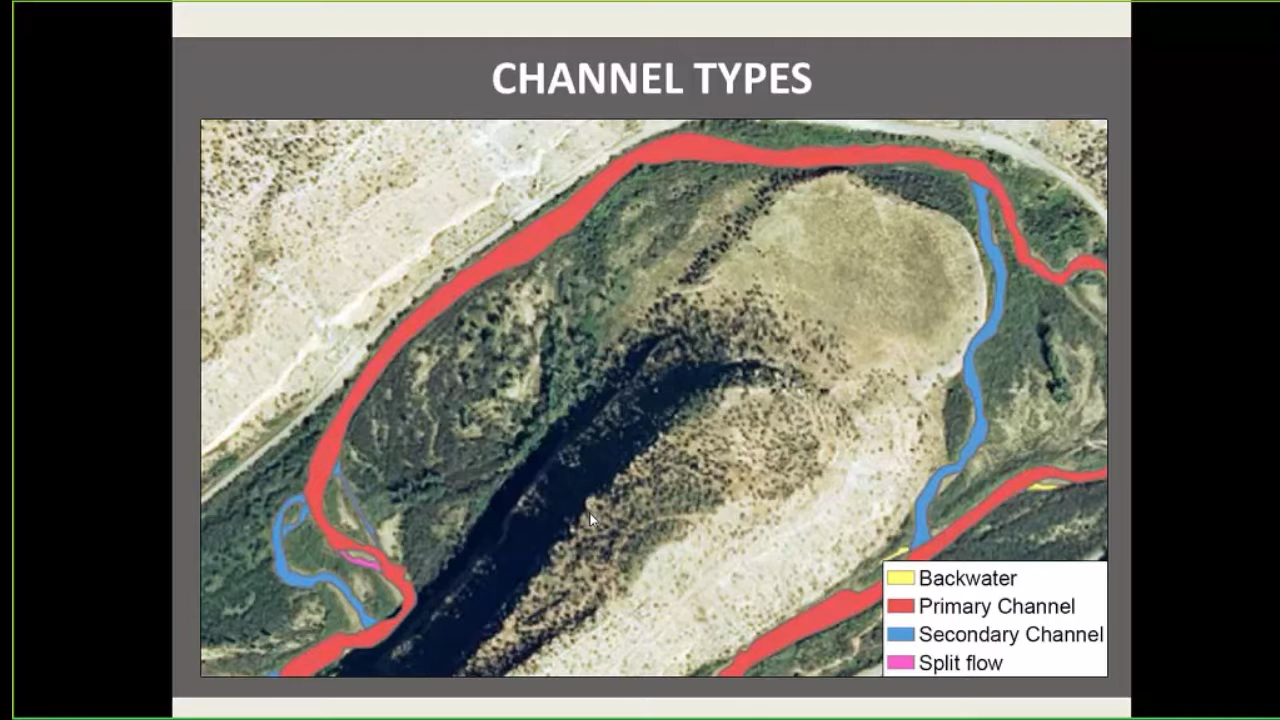 CHANNEL TYPES
Backwater
Primary Channel
Secondary Channel
Split flow